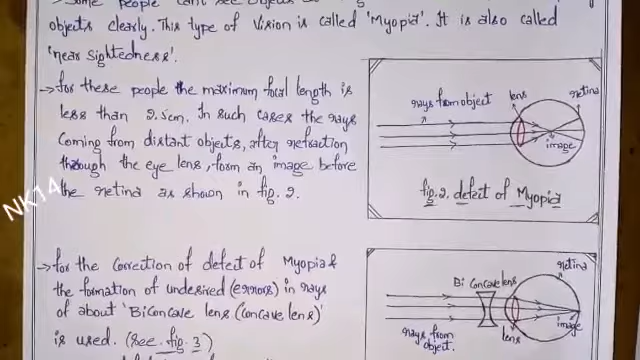 objects clearly. This type of Vision is called 'Myopia'. It is also called
'near sightedness'.
→ for these people the maximum focal length is
less than 2.5cm. In such cases the rays
coming from distant objects, after refraction
through the eye lens, form an image before
the retina as shown in fig. 2.
rays from object
lens
retina
image
fig. 2. defect of Myopia
NK14
→ for the correction of defect of Myopia &
the formation of undesired (errors) in rays
of about 'BiConcave lens (Concave lens)'
is used. (see fig. 3)
Bi Concave lens
retina
rays from
object.
lens
image